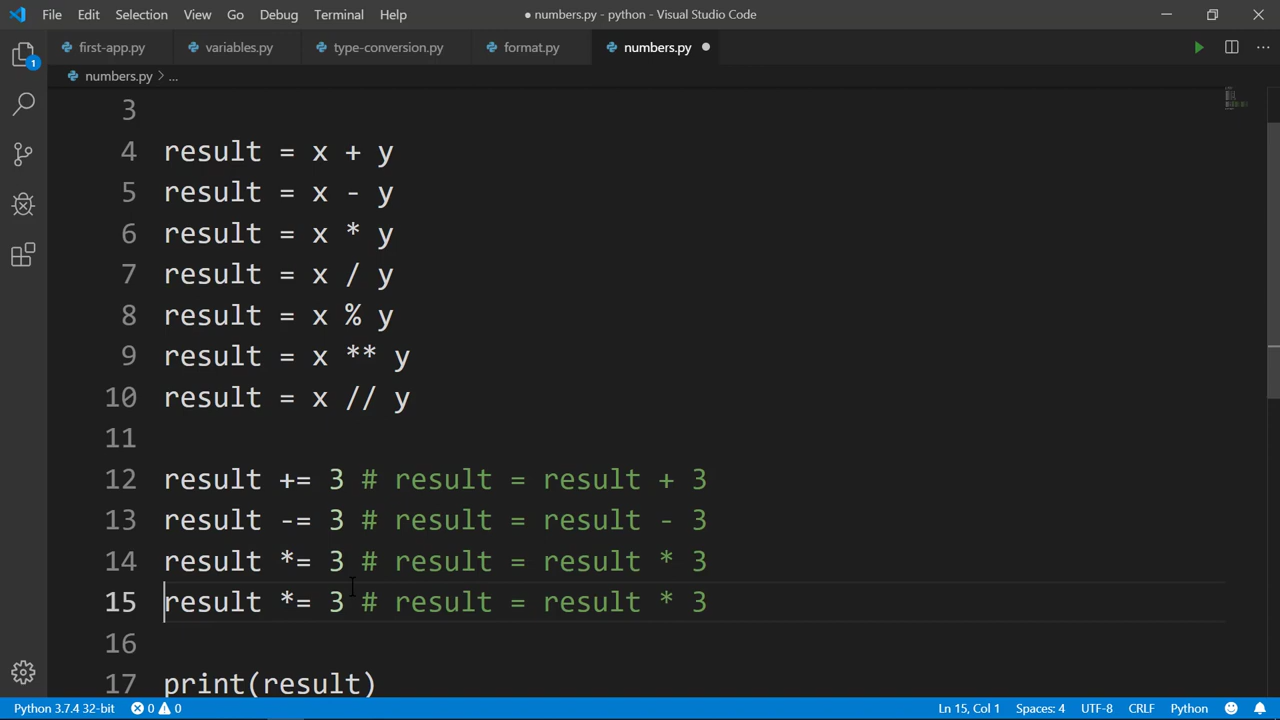 File Edit Selection View Go Debug Terminal Help ● numbers.py - python - Visual Studio Code
first-app.py variables.py type-conversion.py format.py numbers.py ●
numbers.py > ...
1
3
4 result = x + y
5 result = x - y
6 result = x * y
7 result = x / y
8 result = x % y
9 result = x ** y
10 result = x // y
11
12 result += 3 # result = result + 3
13 result -= 3 # result = result - 3
14 result *= 3 # result = result * 3
15 result *= 3 # result = result * 3
16
17 print(result)
Python 3.7.4 32-bit 0 0 Ln 15, Col 1 Spaces: 4 UTF-8 CRLF Python